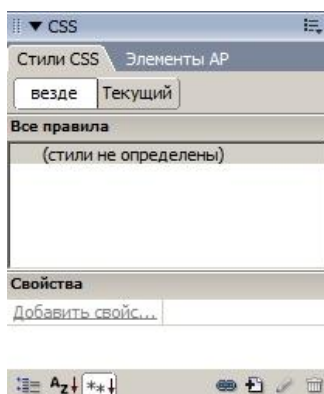 CSS
Стили CSS Элементы AP
везде Текущий
Все правила
(стили не определены)
Свойства
Добавить свойс...